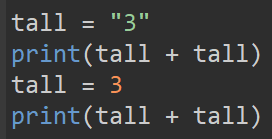 tall = "3"
print(tall + tall)
tall = 3
print(tall + tall)